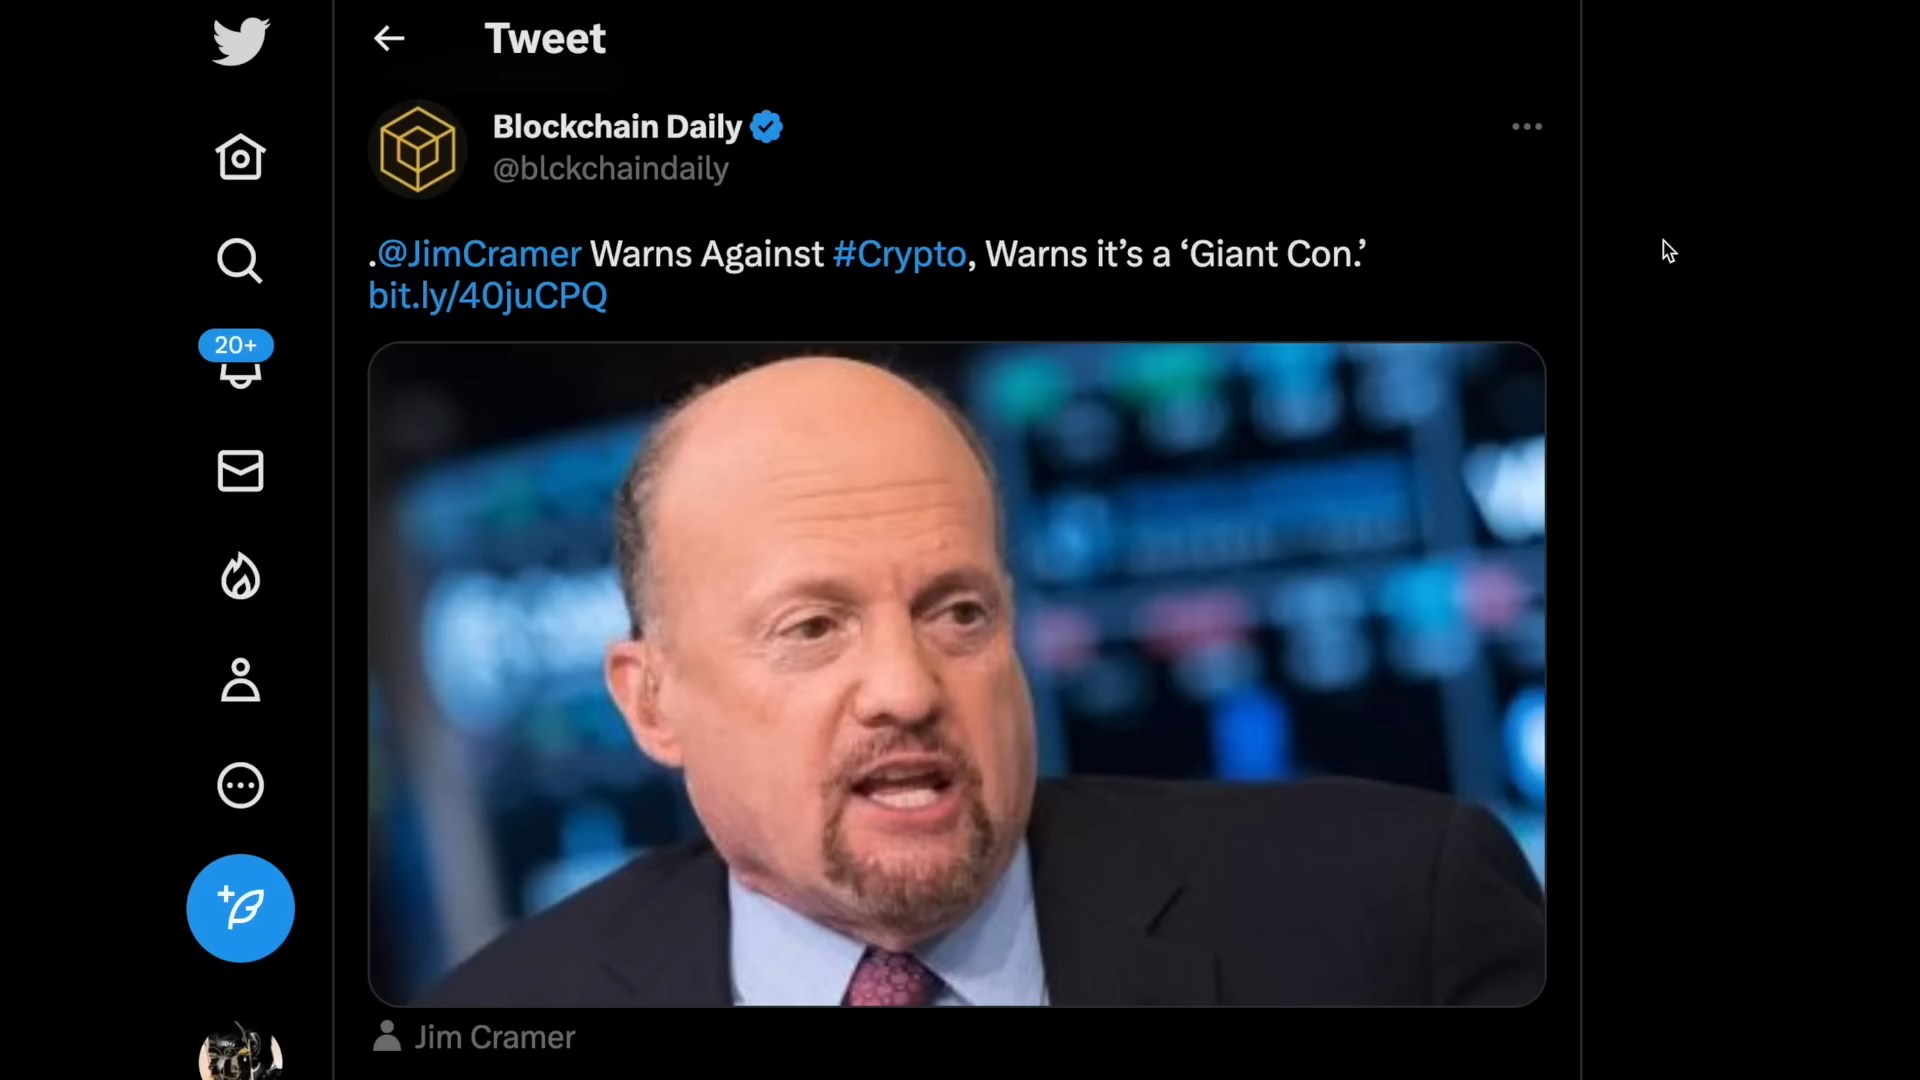 Tweet
Blockchain Daily
@blckchaindaily
.@JimCramer Warns Against #Crypto, Warns it’s a ‘Giant Con.’
bit.ly/40juCPQ
20+
Jim Cramer